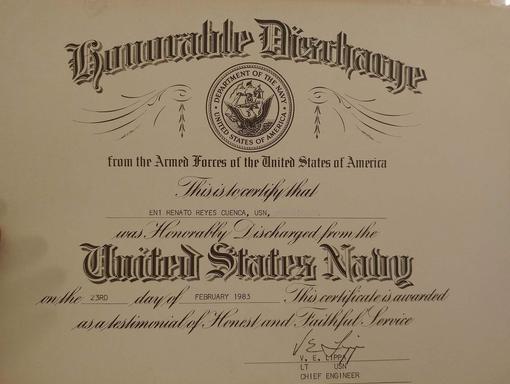 Honorable Discharge
DEPARTMENT OF THE NAVY
UNITED STATES OF AMERICA
from the Armed Forces of the United States of America
This is to certify that
EN1 RENATO REYES CUENCA, USN,
was Honorably Discharged from the
United States Navy
on the 23RD day of FEBRUARY 1983 This certificate is awarded
as a testimonial of Honest and Faithful Service
V. E. LIPPA
LT USN
CHIEF ENGINEER